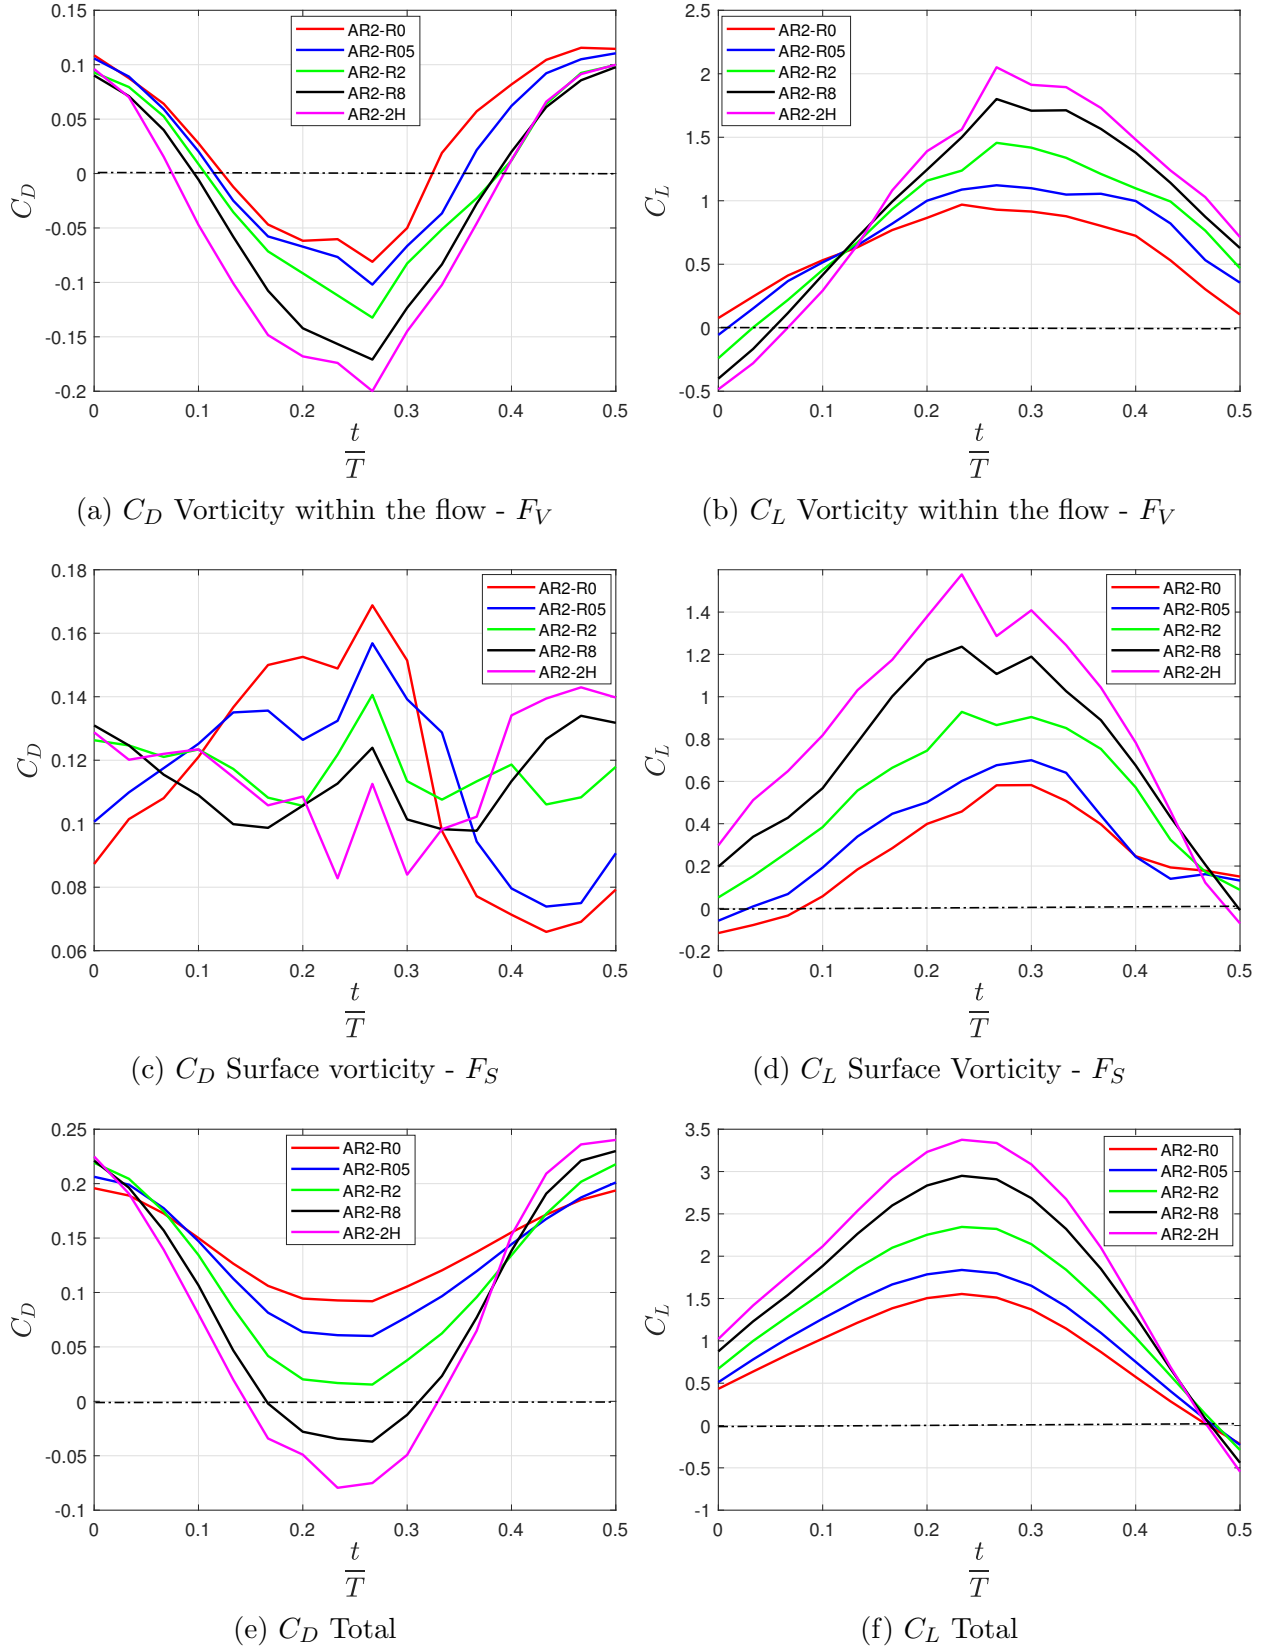 0.15
0.1
0.05
0
-0.05
-0.1
-0.15
-0.2
C_D
AR2-R0
AR2-R05
AR2-R2
AR2-R8
AR2-2H
0 0.1 0.2 0.3 0.4 0.5
t
T
(a) C_D Vorticity within the flow - F_V
2.5
2
1.5
1
0.5
0
-0.5
C_L
AR2-R0
AR2-R05
AR2-R2
AR2-R8
AR2-2H
0 0.1 0.2 0.3 0.4 0.5
t
T
(b) C_L Vorticity within the flow - F_V
0.18
0.16
0.14
0.12
0.1
0.08
0.06
C_D
AR2-R0
AR2-R05
AR2-R2
AR2-R8
AR2-2H
0 0.1 0.2 0.3 0.4 0.5
t
T
(c) C_D Surface vorticity - F_S
1.4
1.2
1
0.8
0.6
0.4
0.2
0
-0.2
C_L
AR2-R0
AR2-R05
AR2-R2
AR2-R8
AR2-2H
0 0.1 0.2 0.3 0.4 0.5
t
T
(d) C_L Surface Vorticity - F_S
0.25
0.2
0.15
0.1
0.05
0
-0.05
-0.1
C_D
AR2-R0
AR2-R05
AR2-R2
AR2-R8
AR2-2H
0 0.1 0.2 0.3 0.4 0.5
t
T
(e) C_D Total
3.5
3
2.5
2
1.5
1
0.5
0
-0.5
-1
C_L
AR2-R0
AR2-R05
AR2-R2
AR2-R8
AR2-2H
0 0.1 0.2 0.3 0.4 0.5
t
T
(f) C_L Total